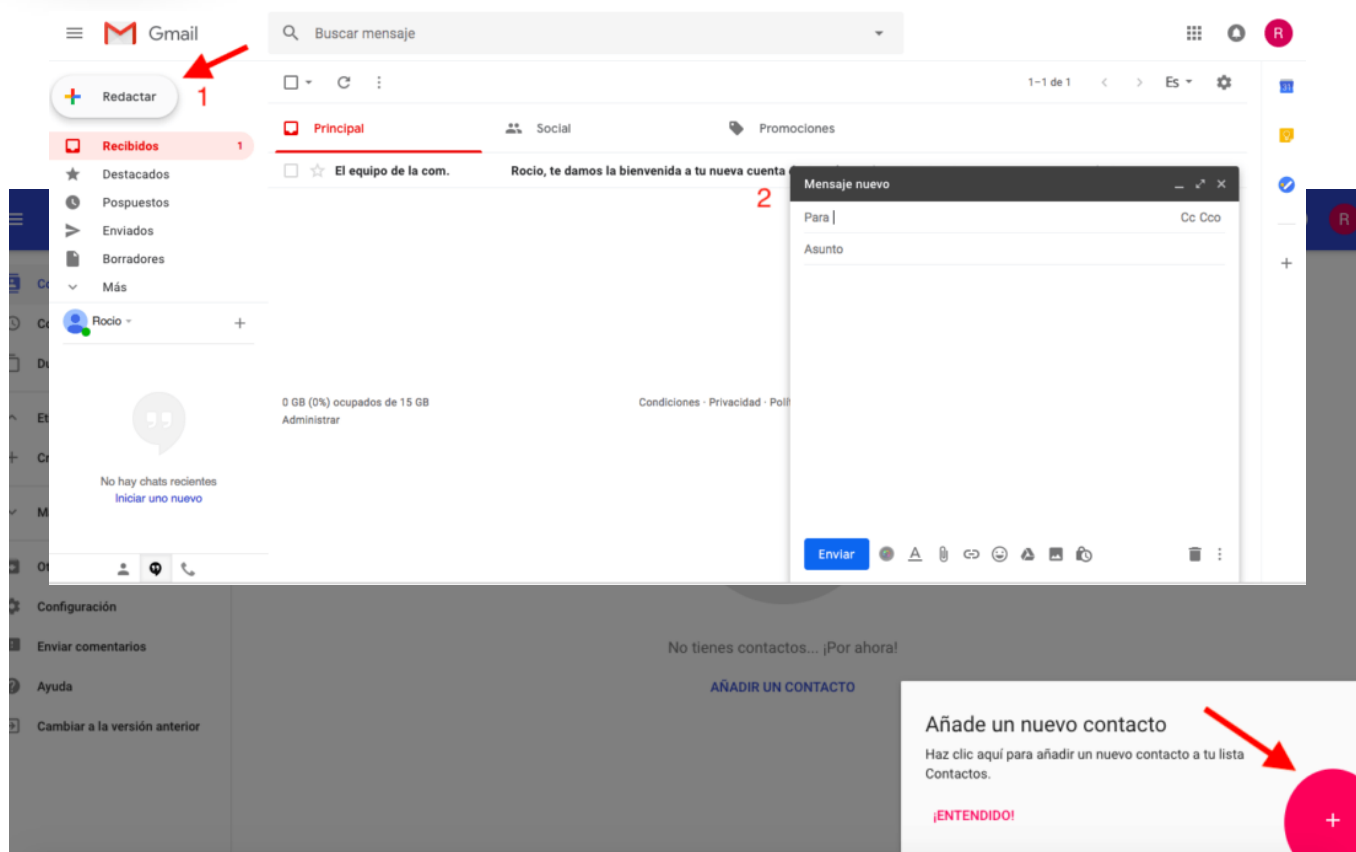 Gmail
Buscar mensaje
R
Redactar
1
1–1 de 1
Es
31
Principal
Social
Promociones
Recibidos 1
El equipo de la com. Rocio, te damos la bienvenida a tu nueva cuenta
Destacados
Pospuestos
Enviados
Borradores
Más
2
Mensaje nuevo
Para
Cc Cco
Asunto
R
Rocio
0 GB (0%) ocupados de 15 GB
Administrar
Condiciones · Privacidad ·
No hay chats recientes
Iniciar uno nuevo
Enviar
Configuración
Enviar comentarios
Ayuda
Cambiar a la versión anterior
No tienes contactos... ¡Por ahora!
AÑADIR UN CONTACTO
Añade un nuevo contacto
Haz clic aquí para añadir un nuevo contacto a tu lista
Contactos.
¡ENTENDIDO!